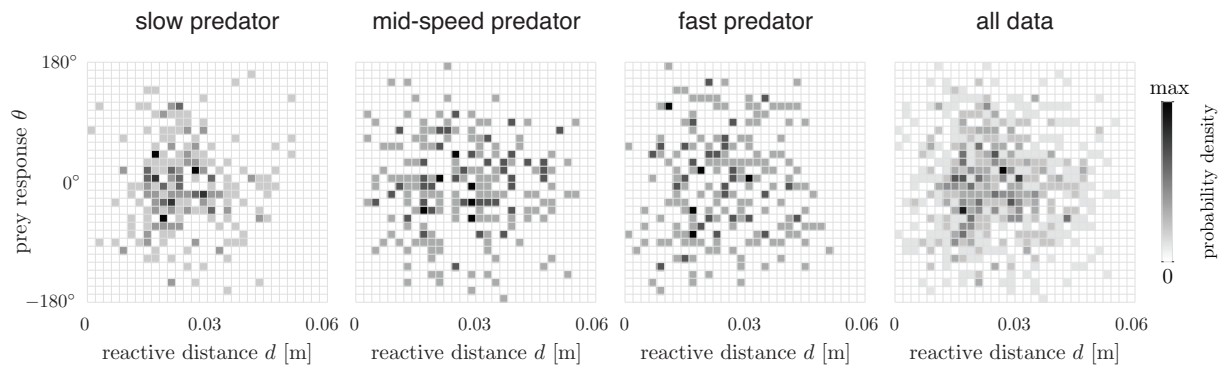 slow predator mid-speed predator fast predator all data
180° max
prey response θ 0° probability density
−180° 0
0 0.03 0.06 0 0.03 0.06 0 0.03 0.06 0 0.03 0.06
reactive distance d [m] reactive distance d [m] reactive distance d [m] reactive distance d [m]